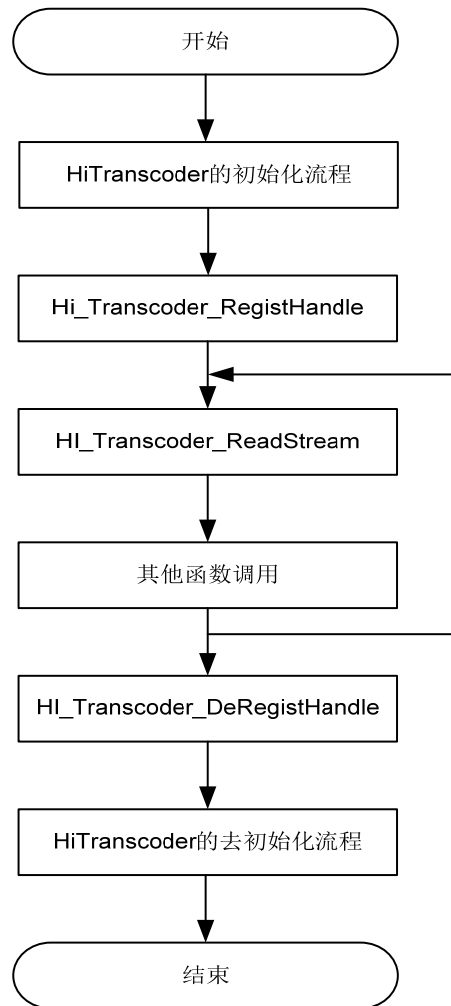 开始
HiTranscoder的初始化流程
Hi_Transcoder_RegistHandle
HI_Transcoder_ReadStream
其他函数调用
HI_Transcoder_DeRegistHandle
HiTranscoder的去初始化流程
结束